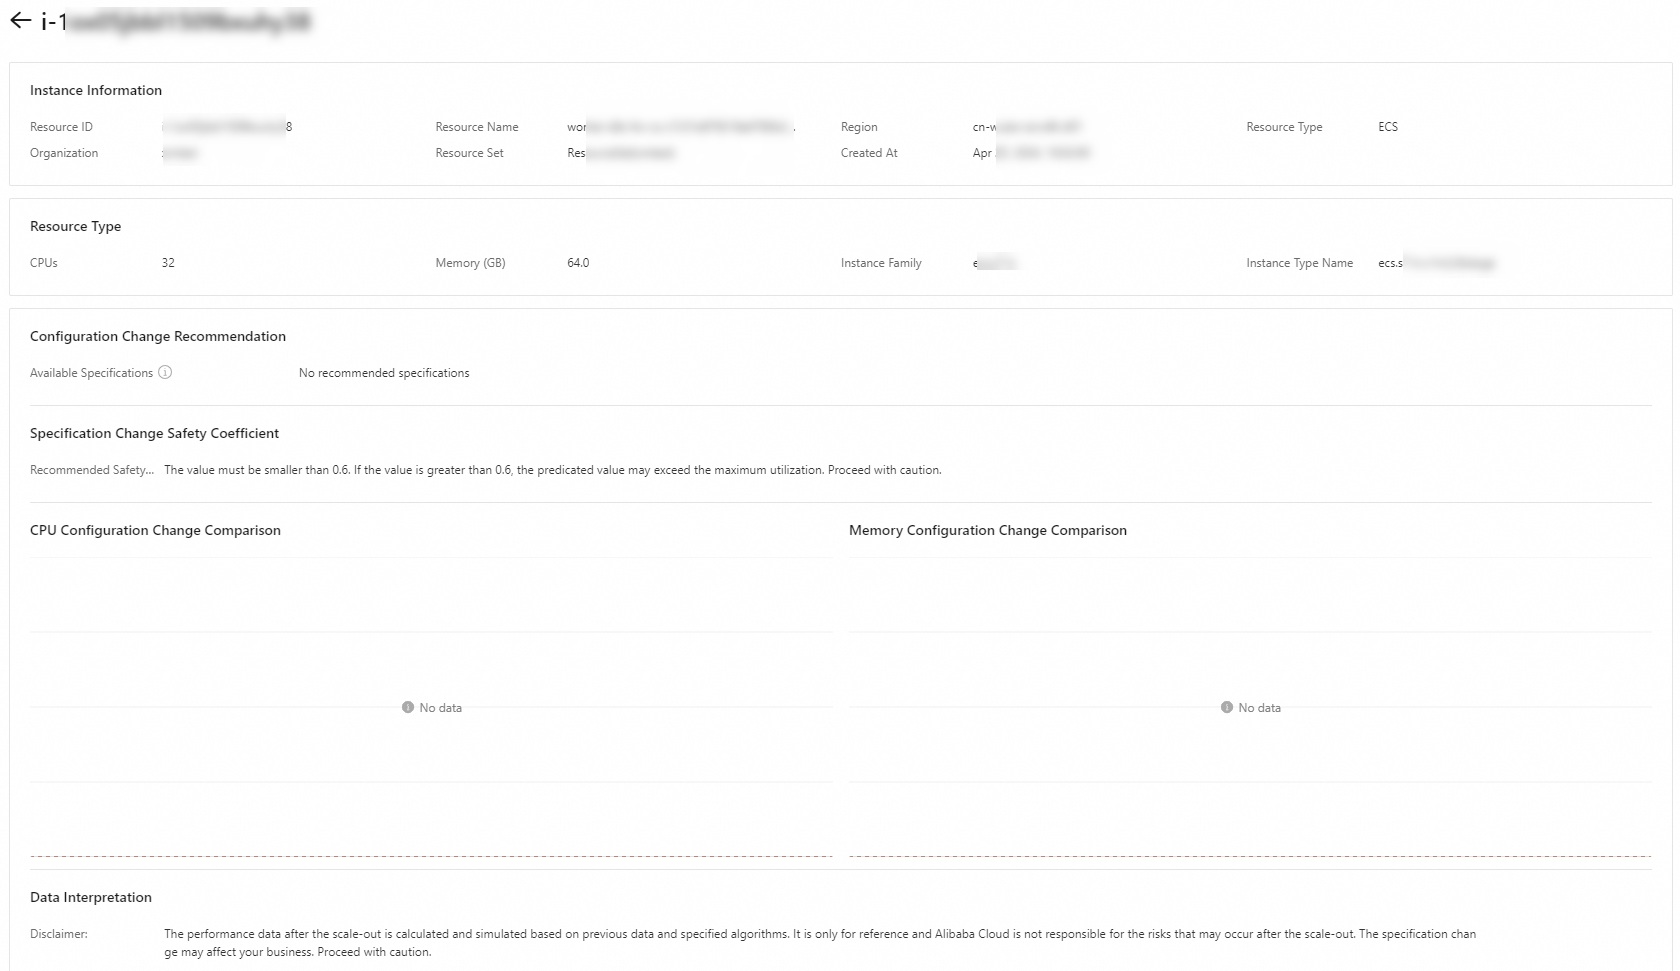 i-1
Instance Information
Resource ID 8 Resource Name wor . Region cn-w Resource Type ECS
Organization Resource Set Res Created At Apr
Resource Type
CPUs 32 Memory (GB) 64.0 Instance Family e Instance Type Name ecs.s
Configuration Change Recommendation
Available Specifications No recommended specifications
Specification Change Safety Coefficient
Recommended Safety... The value must be smaller than 0.6. If the value is greater than 0.6, the predicated value may exceed the maximum utilization. Proceed with caution.
CPU Configuration Change Comparison Memory Configuration Change Comparison
No data No data
Data Interpretation
Disclaimer: The performance data after the scale-out is calculated and simulated based on previous data and specified algorithms. It is only for reference and Alibaba Cloud is not responsible for the risks that may occur after the scale-out. The specification chan
ge may affect your business. Proceed with caution.